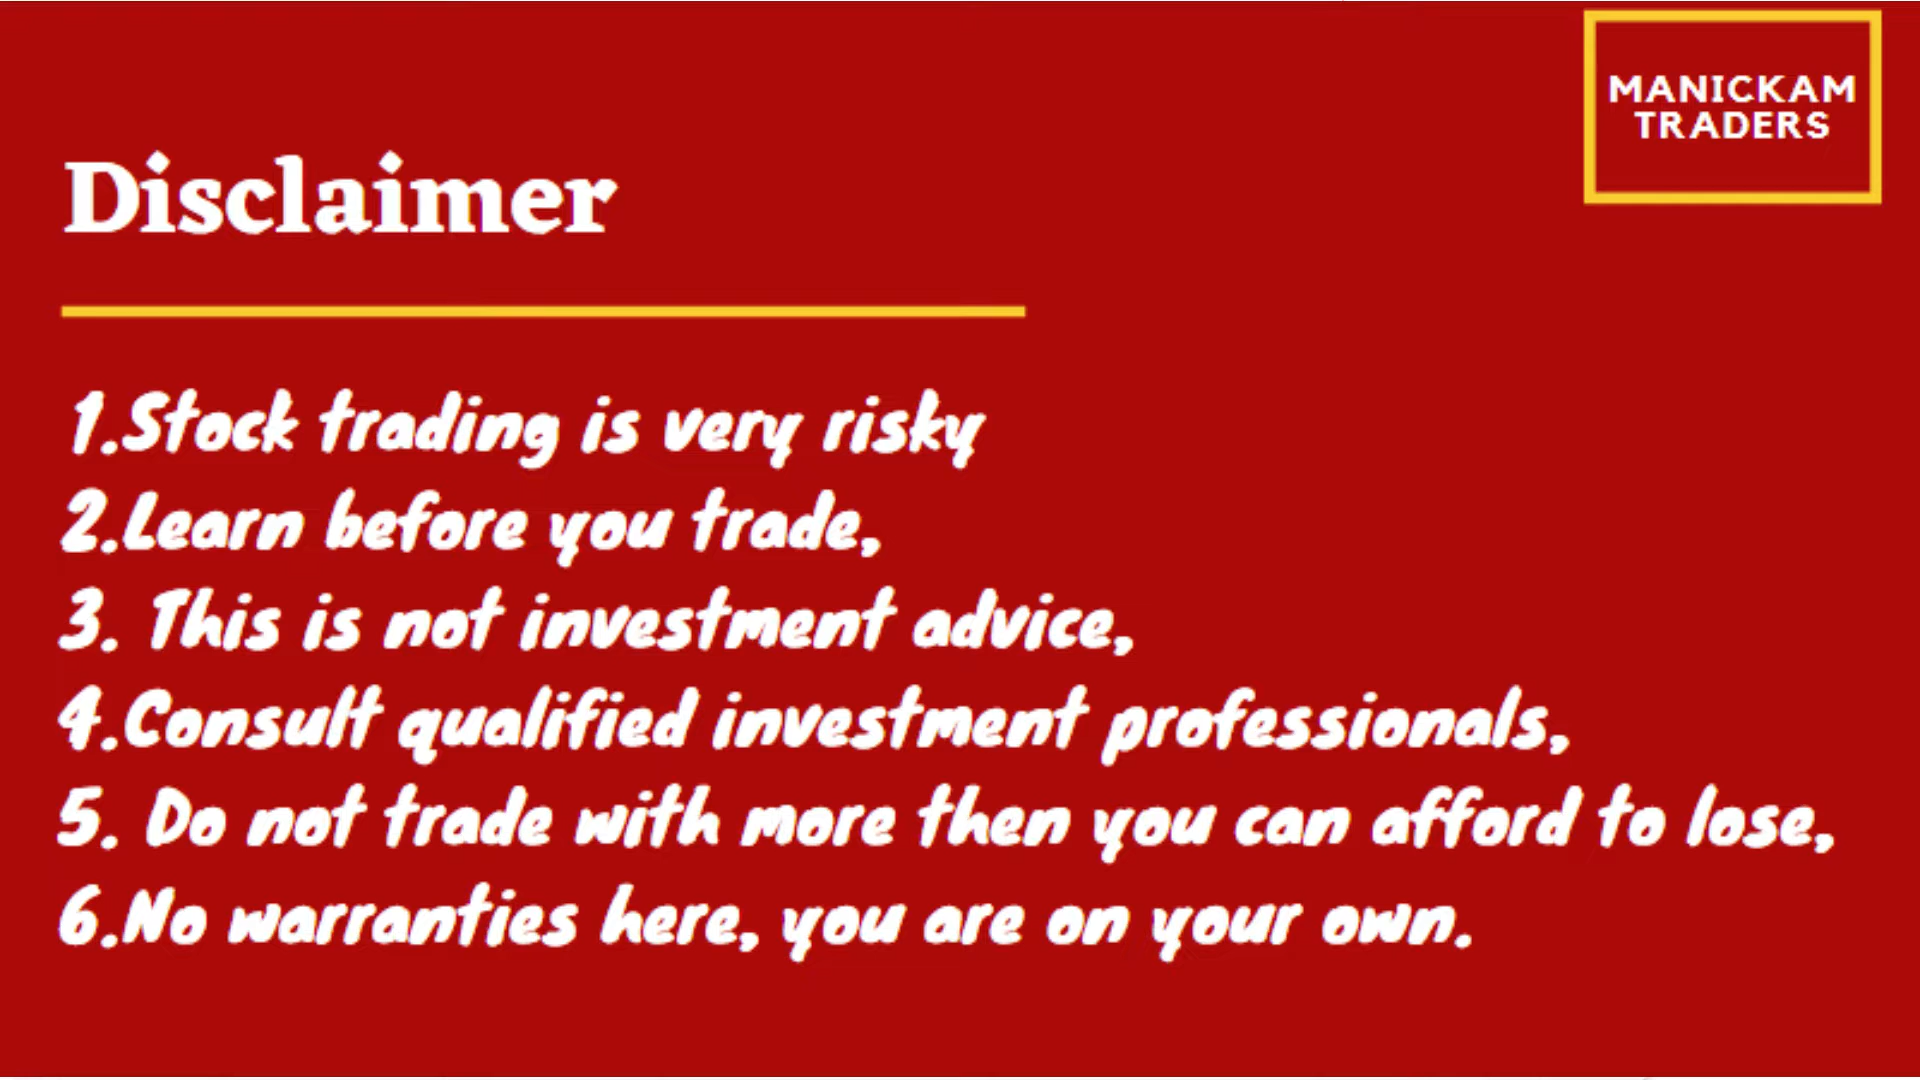 MANICKAM
TRADERS
Disclaimer
1.Stock trading is very risky
2.Learn before you trade,
3. This is not investment advice,
4.Consult qualified investment professionals,
5. Do not trade with more then you can afford to lose,
6.No warranties here, you are on your own.